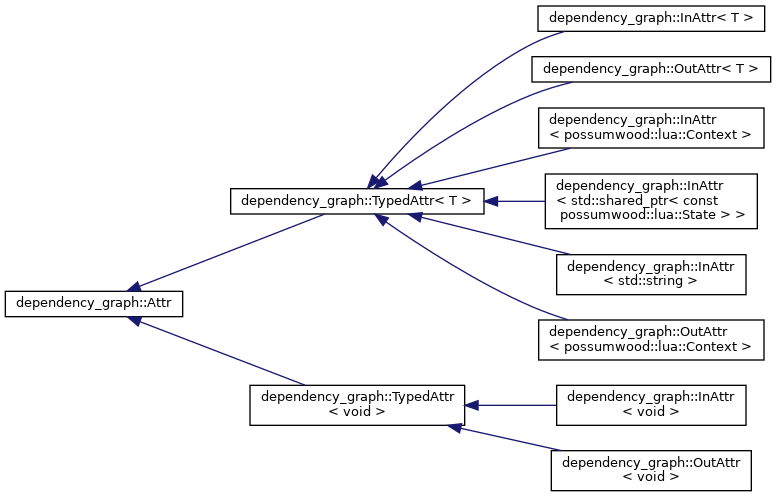 dependency_graph::InAttr< T >
dependency_graph::OutAttr< T >
dependency_graph::InAttr
< possumwood::lua::Context >
dependency_graph::TypedAttr< T >
dependency_graph::InAttr
< std::shared_ptr< const
possumwood::lua::State > >
dependency_graph::InAttr
< std::string >
dependency_graph::Attr
dependency_graph::OutAttr
< possumwood::lua::Context >
dependency_graph::TypedAttr
< void >
dependency_graph::InAttr
< void >
dependency_graph::OutAttr
< void >